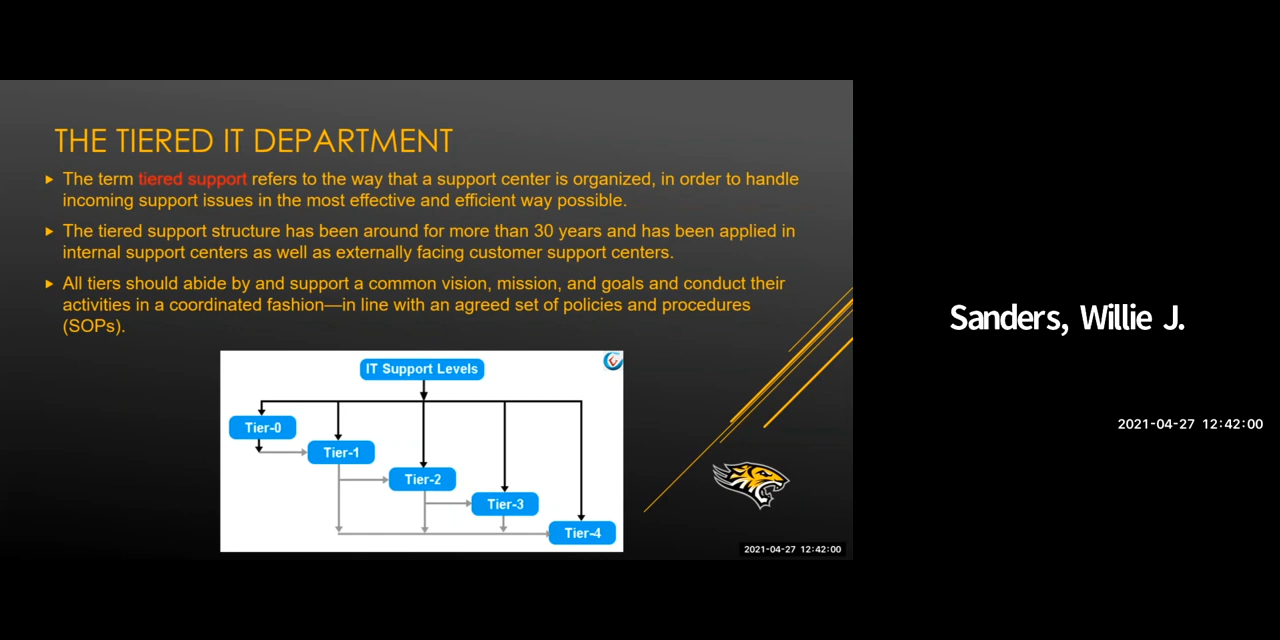 THE TIERED IT DEPARTMENT
The term tiered support refers to the way that a support center is organized, in order to handle
incoming support issues in the most effective and efficient way possible.
The tiered support structure has been around for more than 30 years and has been applied in
internal support centers as well as externally facing customer support centers.
All tiers should abide by and support a common vision, mission, and goals and conduct their
activities in a coordinated fashion—in line with an agreed set of policies and procedures
(SOPs).
IT Support Levels
Tier-0
Tier-1
Tier-2
Tier-3
Tier-4
2021-04-27 12:42:00
Sanders, Willie J.
2021-04-27 12:42:00